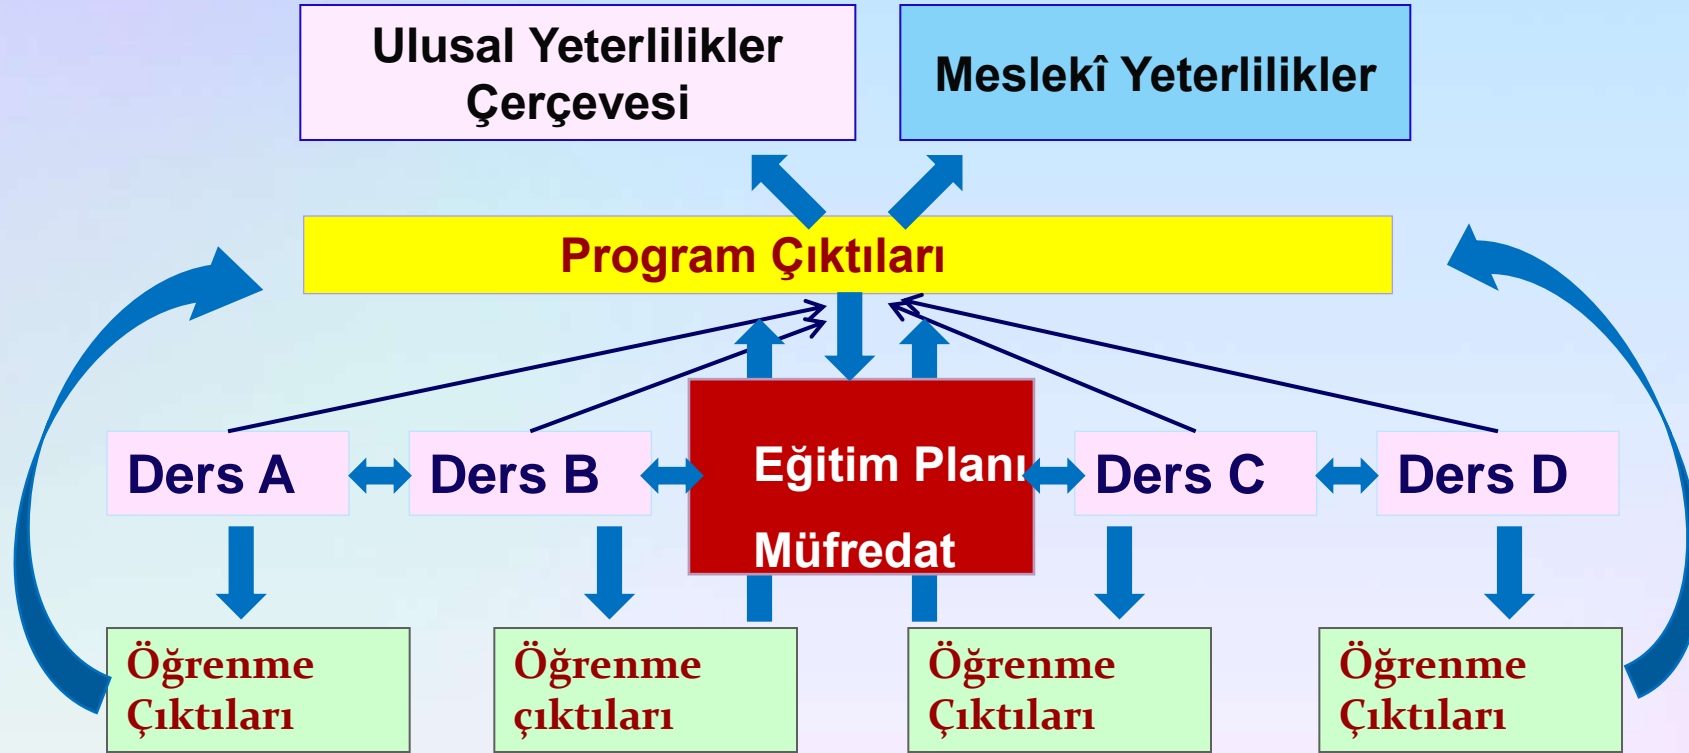 Ulusal Yeterlilikler
Çerçevesi
Meslekî Yeterlilikler
Program Çıktıları
Ders A
Ders B
Eğitim Planı
Müfredat
Ders C
Ders D
Öğrenme
Çıktıları
Öğrenme
çıktıları
Öğrenme
Çıktıları
Öğrenme
Çıktıları